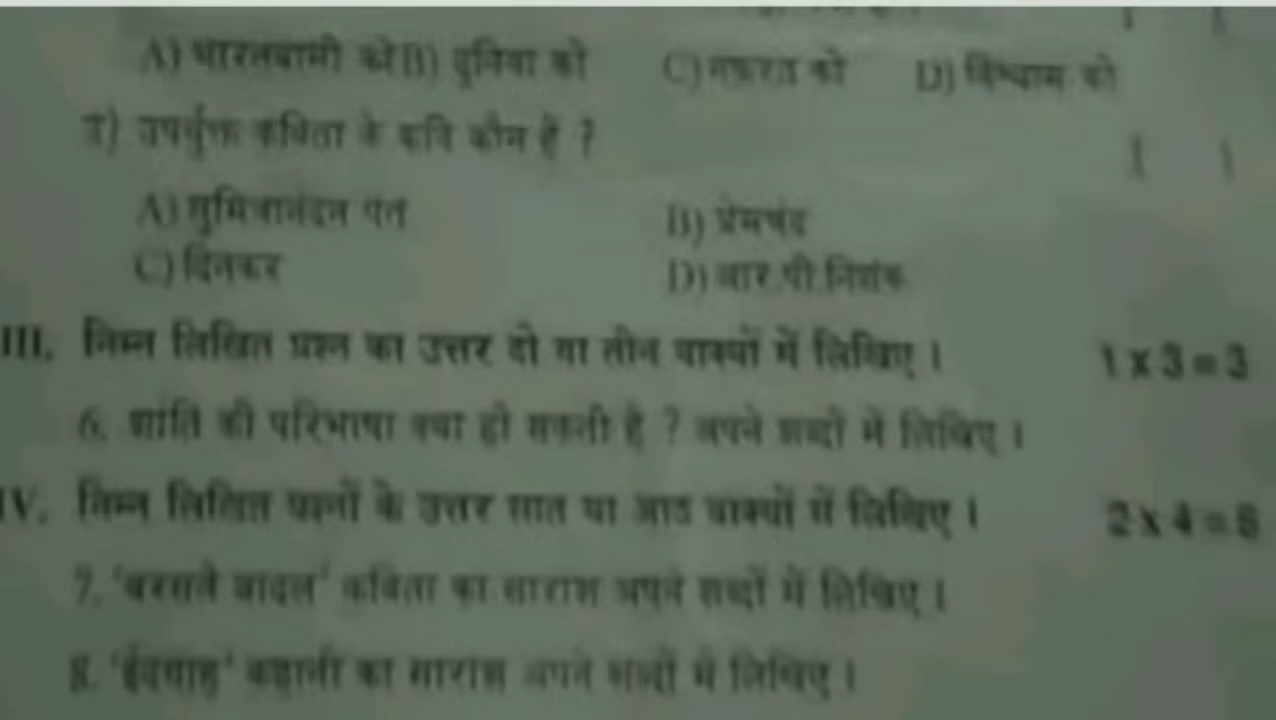 A) भारतवासी को B) दुनिया को C) नफ़रत को D) विश्वास को
उपर्युक्त कविता के कवि कौन हैं ? [ ]
A) सुमित्रानंदन पंत B) प्रेमचंद
C) दिनकर D) आर.पी.निशंक
III. निम्न लिखित प्रश्न का उत्तर दो या तीन वाक्यों में लिखिए । 1 x 3 = 3
6. शांति की परिभाषा क्या हो सकती है ? अपने शब्दों में लिखिए ।
IV. निम्न लिखित प्रश्नों के उत्तर सात या आठ वाक्यों में लिखिए । 2 x 4 = 8
7. 'बरसते बादल' कविता का सारांश अपने शब्दों में लिखिए ।
8. 'ईदगाह' कहानी का सारांश अपने शब्दों में लिखिए ।